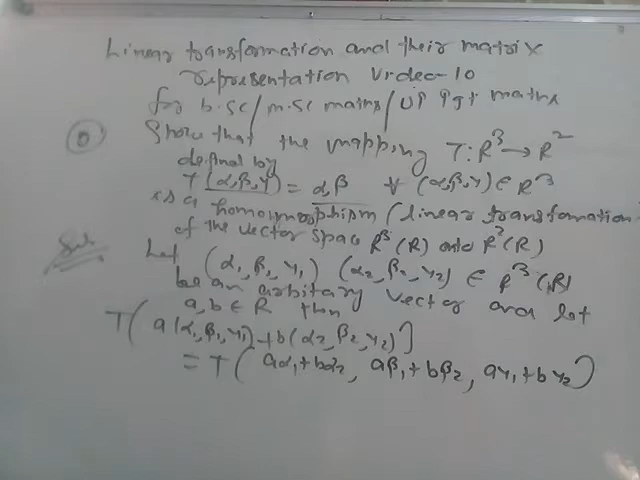 Linear transformation and their matrix
representation Video-10
for b.sc/m.sc maths/UP Pgt maths
Q Show that the mapping T:R³→R²
defined by
T(α,β,γ) = α,β ∀ (α,β,γ)∈R³
is a homomorphism (linear transformation
of the vector space R³(R) onto R²(R)
Sol. Let (α₁,β₁,γ₁) (α₂,β₂,γ₂) ∈ R³(R)
be an arbitary vector and let
a,b∈R then
T(a(α₁,β₁,γ₁)+b(α₂,β₂,γ₂)]
=T(aα₁+bα₂, aβ₁+bβ₂, aγ₁+bγ₂)